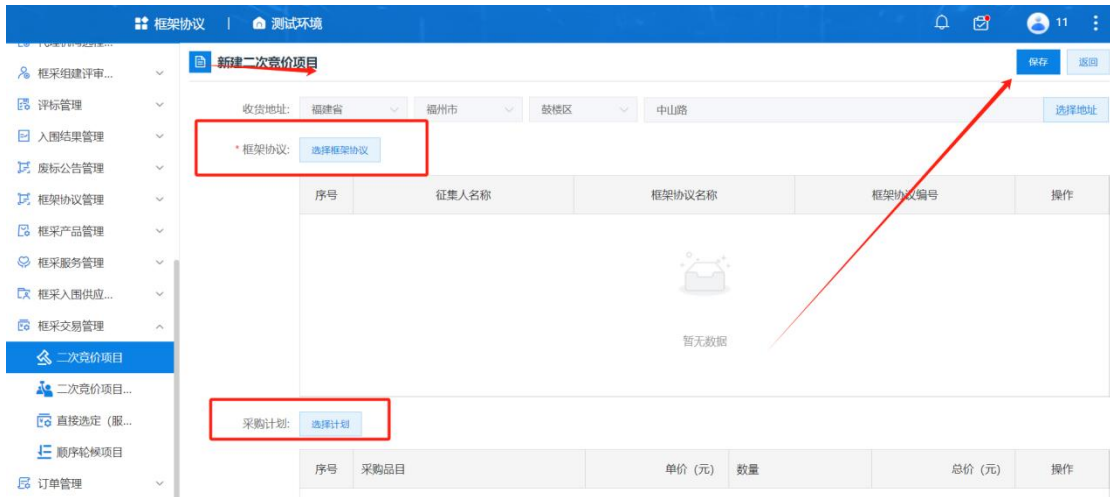 框架协议 | 测试环境 11
框采组建评审...
评标管理
入围结果管理
废标公告管理
框架协议管理
框采产品管理
框采服务管理
框采入围供应...
框采交易管理
二次竞价项目
二次竞价项目...
直接选定（服...
顺序轮候项目
订单管理
新建二次竞价项目 保存 返回
收货地址: 福建省 福州市 鼓楼区 中山路 选择地址
* 框架协议: 选择框架协议
序号 征集人名称 框架协议名称 框架协议编号 操作
暂无数据
采购计划: 选择计划
序号 采购品目 单价（元） 数量 总价（元） 操作